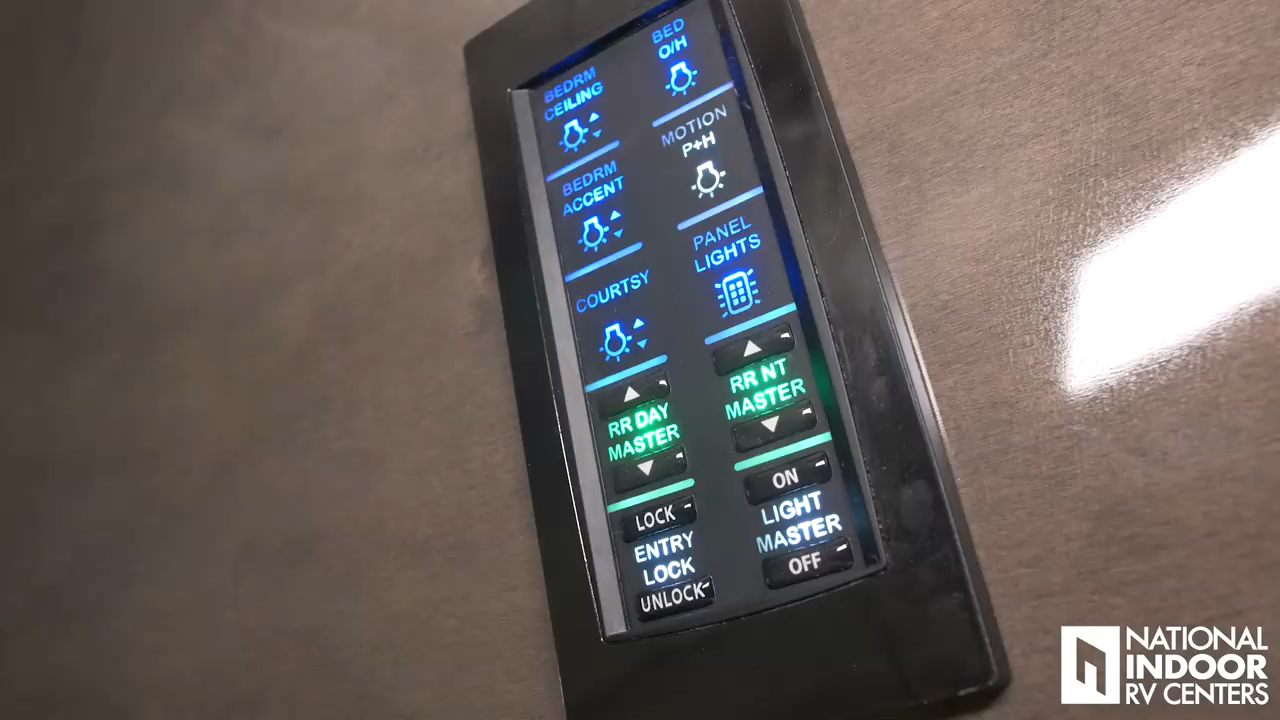 BEDRM
CEILING
BED
O/H
BEDRM
ACCENT
MOTION
P+H
COURTSY
PANEL
LIGHTS
RR DAY
MASTER
RR NT
MASTER
LOCK
ENTRY
LOCK
UNLOCK
ON
LIGHT
MASTER
OFF
NATIONAL
INDOOR
RV CENTERS